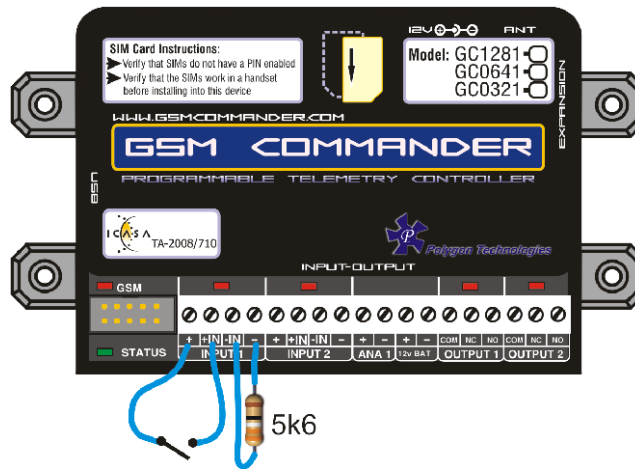 12V ANT
SIM Card Instructions:
Verify that SIMs do not have a PIN enabled
Verify that the SIMs work in a handset
before installing into this device
Model: GC1281
GC0641
GC0321
EXPANSION
WWW.GSMCOMMANDER.COM
GSM COMMANDER
PROGRAMMABLE TELEMETRY CONTROLLER
USB
ICASA
TA-2008/710
P
Polygon Technologies
INPUT-OUTPUT
GSM
STATUS
+ +IN -IN - + +IN -IN - + - + - COM NC NO COM NC NO
INPUT 1 INPUT 2 ANA 1 12v BAT OUTPUT 1 OUTPUT 2
5k6